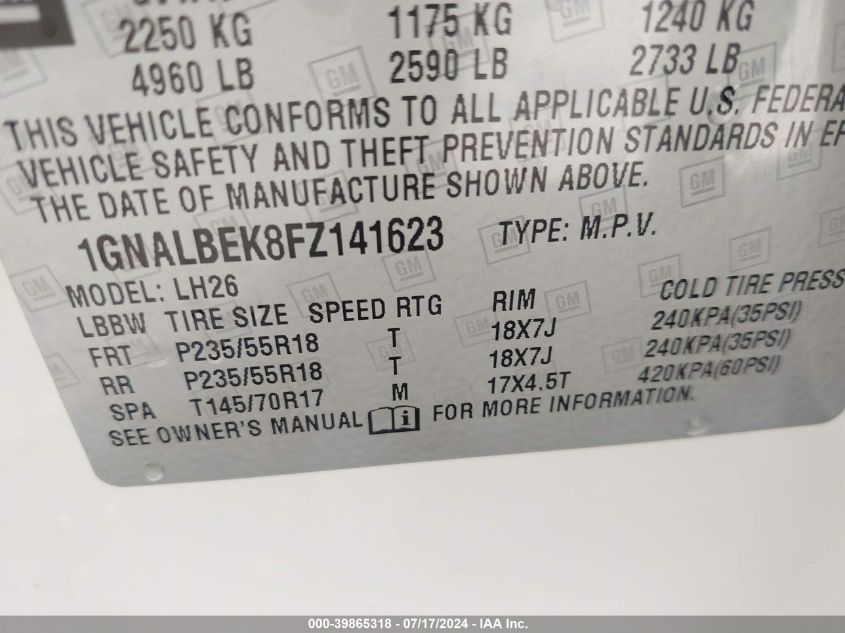 2250 KG 1175 KG 1240 KG
4960 LB 2590 LB 2733 LB
THIS VEHICLE CONFORMS TO ALL APPLICABLE U.S. FEDERA
VEHICLE SAFETY AND THEFT PREVENTION STANDARDS IN EF
THE DATE OF MANUFACTURE SHOWN ABOVE.
1GNALBEK8FZ141623 TYPE: M.P.V.
MODEL: LH26
LBBW TIRE SIZE SPEED RTG RIM COLD TIRE PRESS
FRT P235/55R18 T 18X7J 240KPA(35PSI)
RR P235/55R18 T 18X7J 240KPA(35PSI)
SPA T145/70R17 M 17X4.5T 420KPA(60PSI)
SEE OWNER'S MANUAL i FOR MORE INFORMATION.
000-39865318 - 07/17/2024 - IAA Inc.